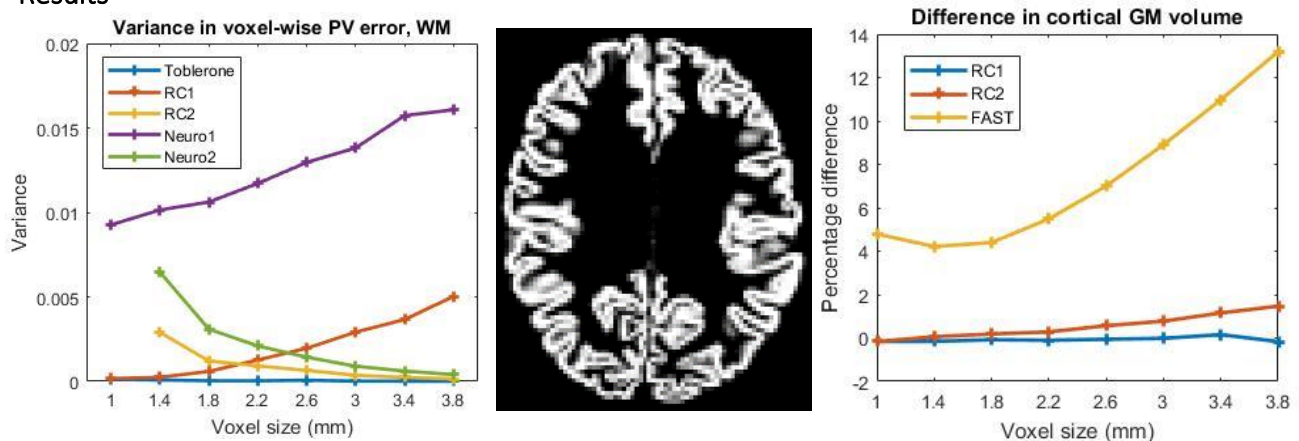 Results
Variance in voxel-wise PV error, WM
0.02
0.015
0.01
0.005
0
Variance
Toblerone
RC1
RC2
Neuro1
Neuro2
1 1.4 1.8 2.2 2.6 3 3.4 3.8
Voxel size (mm)
Difference in cortical GM volume
14
12
10
8
6
4
2
0
-2
Percentage difference
RC1
RC2
FAST
1 1.4 1.8 2.2 2.6 3 3.4 3.8
Voxel size (mm)